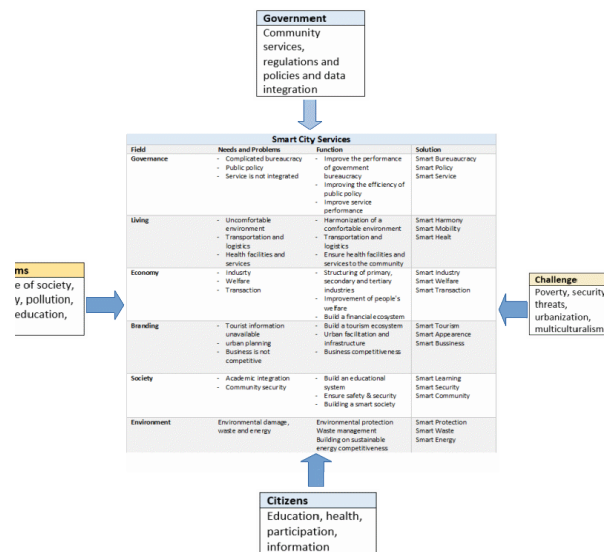 Government
Community
services,
regulations and
policies and data
integration
Smart City Services
Field Needs and Problems Function Solution
Governance
- Complicated bureaucracy
- Public policy
- Service is not integrated
- Improve the performance
of government
bureaucracy
- Improving the efficiency of
public policy
- Improve service
performance
Smart Bureuaucracy
Smart Policy
Smart Service
Living
- Uncomfortable
environment
- Transportation and
logistics
- Health facilities and
services
- Harmonization of a
comfortable environment
- Transportation and
logistics
- Ensure health facilities and
services to the community
Smart Harmony
Smart Mobility
Smart Healt
Economy
- Industry
- Welfare
- Transaction
- Structuring of primary,
secondary and tertiary
industries
- Improvement of people's
welfare
- Build a financial ecosystem
Smart Industry
Smart Welfare
Smart Transaction
Branding
- Tourist information
unavailable
- urban planning
- Business is not
competitive
- Build a tourism ecosystem
- Urban facilitation and
infrastructure
- Business competitiveness
Smart Tourism
Smart Appearence
Smart Bussiness
Society
- Academic integration
- Community security
- Build an educational
system
- Ensure safety & security
- Building a smart society
Smart Learning
Smart Security
Smart Community
Environment
Environmental damage,
waste and energy
Environmental protection
Waste management
Building on sustainable
energy competitiveness
Smart Protection
Smart Waste
Smart Energy
ms
e of society,
y, pollution,
education,
Challenge
Poverty, security
threats,
urbanization,
multiculturalism
Citizens
Education, health,
participation,
information